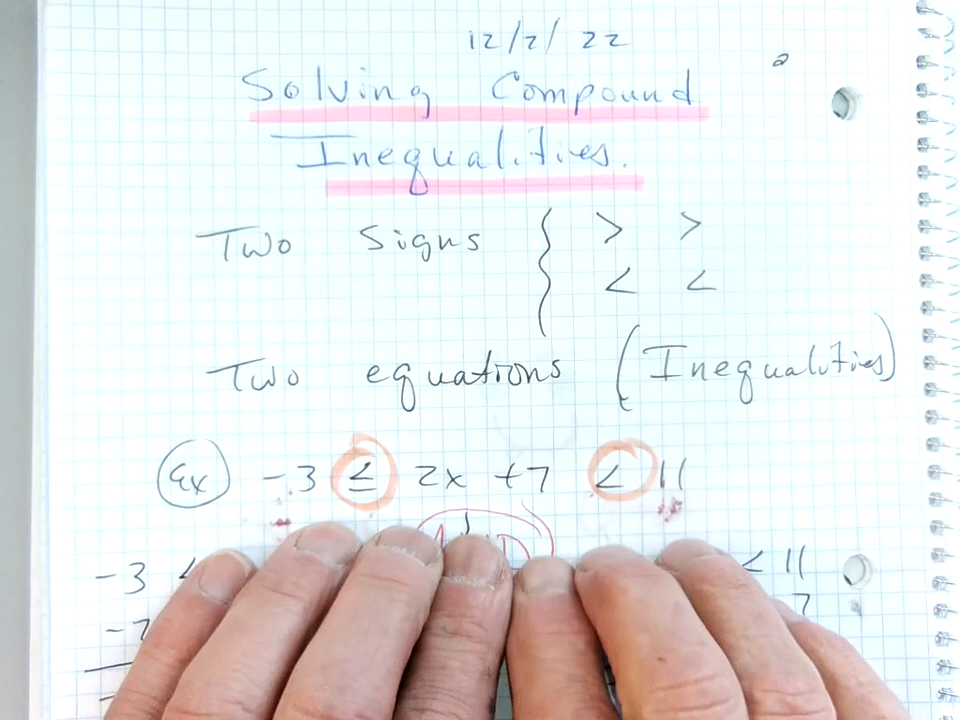 12/2/22
Solving Compound
Inequalities.
Two signs { > >
< <
Two equations (Inequalities)
Ex -3 ≤ 2x +7 < 11
-3 < 11
-7 7